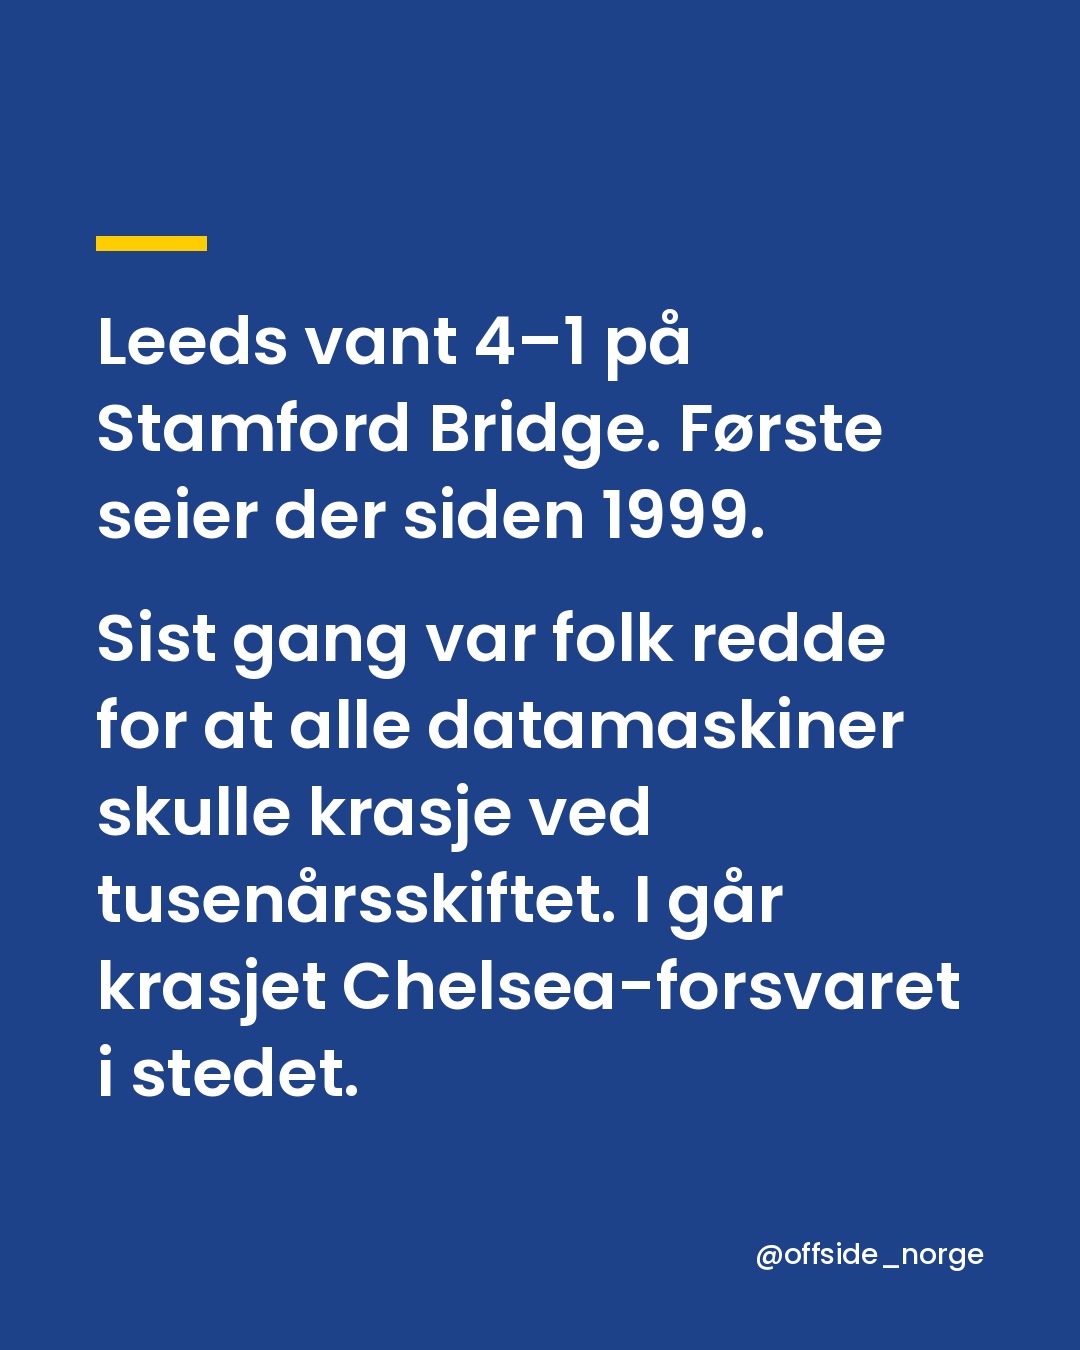 Leeds vant 4–1 på
Stamford Bridge. Første
seier der siden 1999.
Sist gang var folk redde
for at alle datamaskiner
skulle krasje ved
tusenårsskiftet. I går
krasjet Chelsea-forsvaret
i stedet.
@offside_norge